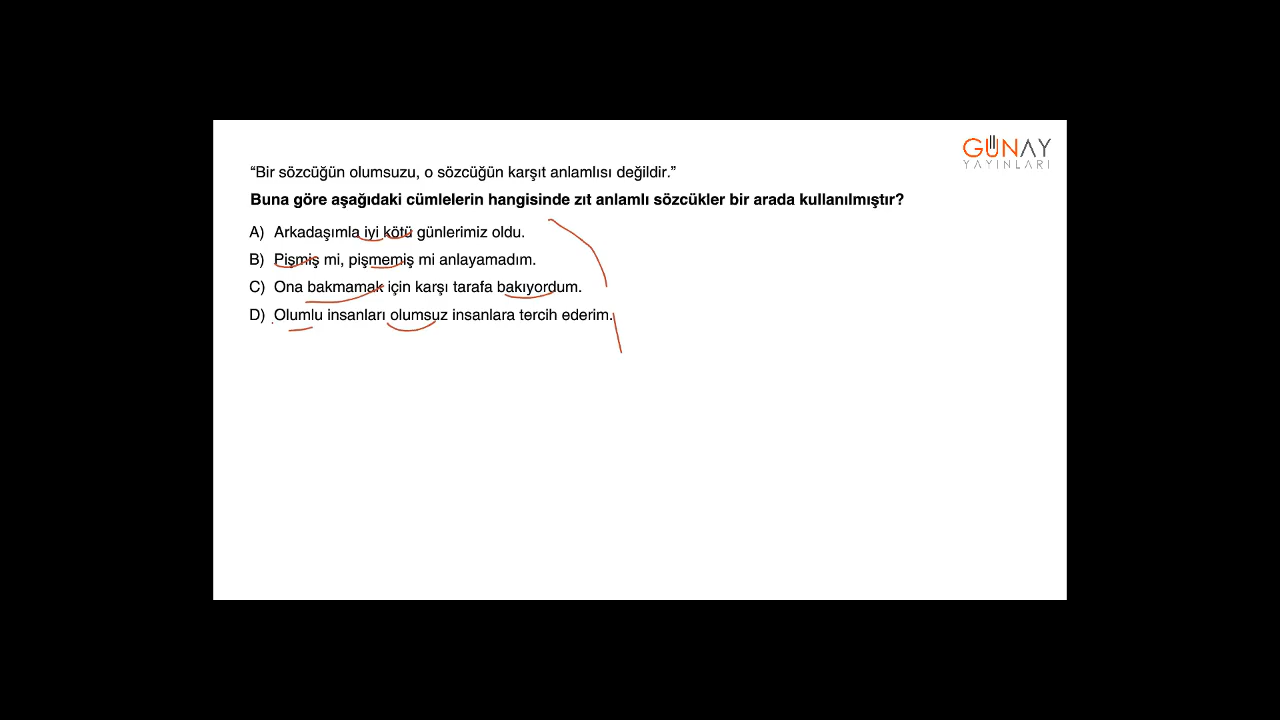 GÜNAY
YAYINLARI
“Bir sözcüğün olumsuzu, o sözcüğün karşıt anlamlısı değildir.”
Buna göre aşağıdaki cümlelerin hangisinde zıt anlamlı sözcükler bir arada kullanılmıştır?
A) Arkadaşımla iyi kötü günlerimiz oldu.
B) Pişmiş mi, pişmemiş mi anlayamadım.
C) Ona bakmamak için karşı tarafa bakıyordum.
D) Olumlu insanları olumsuz insanlara tercih ederim.